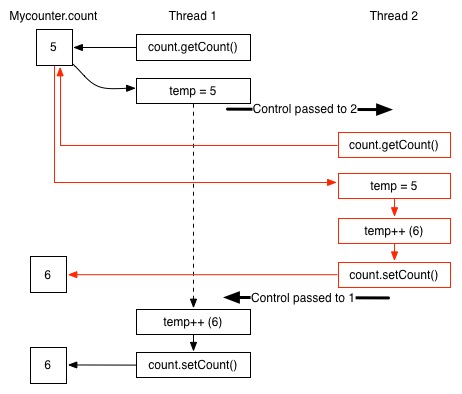 Mycounter.count
Thread 1
Thread 2
5
count.getCount()
temp = 5
Control passed to 2
count.getCount()
temp = 5
temp++ (6)
6
count.setCount()
Control passed to 1
temp++ (6)
6
count.setCount()